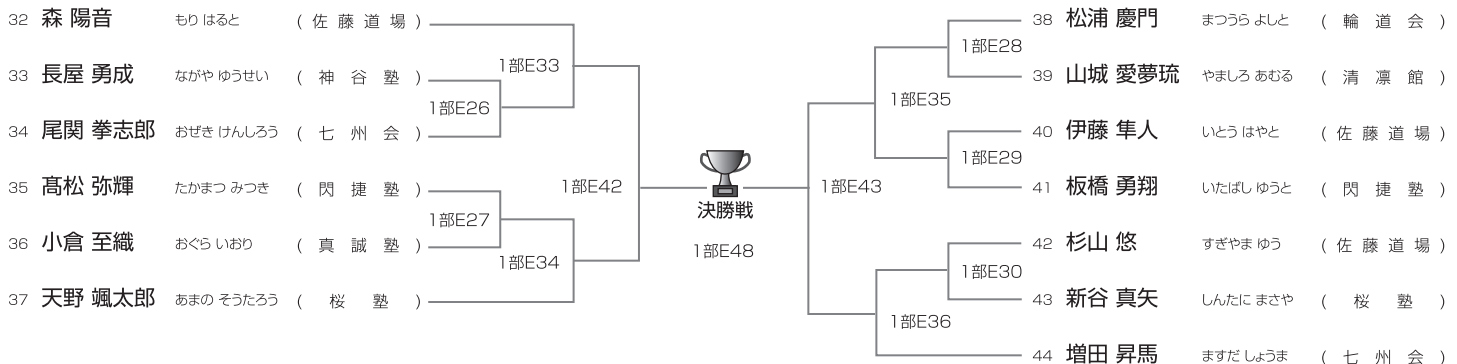 32 森 陽音 もり はると ( 佐 藤 道 場 )
1部E33
33 長屋 勇成 ながや ゆうせい ( 神 谷 塾 )
1部E26
34 尾関 拳志郎 おぜき けんしろう ( 七 州 会 )
1部E42
35 髙松 弥輝 たかまつ みつき ( 閃 捷 塾 )
1部E27
36 小倉 至織 おぐら いおり ( 真 誠 塾 )
1部E34
37 天野 颯太郎 あまの そうたろう ( 桜 塾 )
決勝戦
1部E48
38 松浦 慶門 まつうら よしと ( 輪 道 会 )
1部E28
39 山城 愛夢琉 やましろ あむる ( 清 凛 館 )
1部E35
40 伊藤 隼人 いとう はやと ( 佐 藤 道 場 )
1部E29
41 板橋 勇翔 いたばし ゆうと ( 閃 捷 塾 )
1部E43
42 杉山 悠 すぎやま ゆう ( 佐 藤 道 場 )
1部E30
43 新谷 真矢 しんたに まさや ( 桜 塾 )
1部E36
44 増田 昇馬 ますだ しょうま ( 七 州 会 )